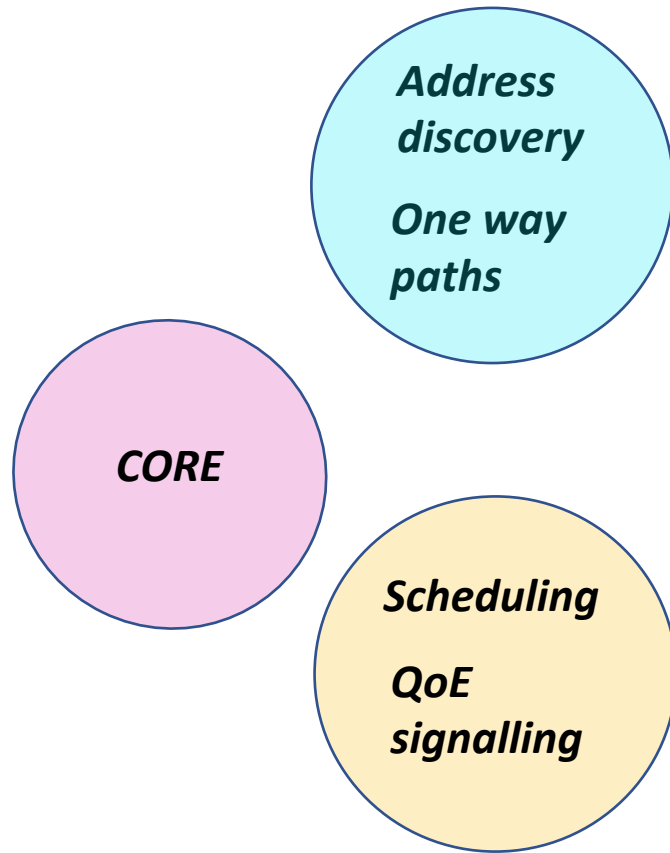 Address
discovery
One way
paths
CORE
Scheduling
QoE
signalling